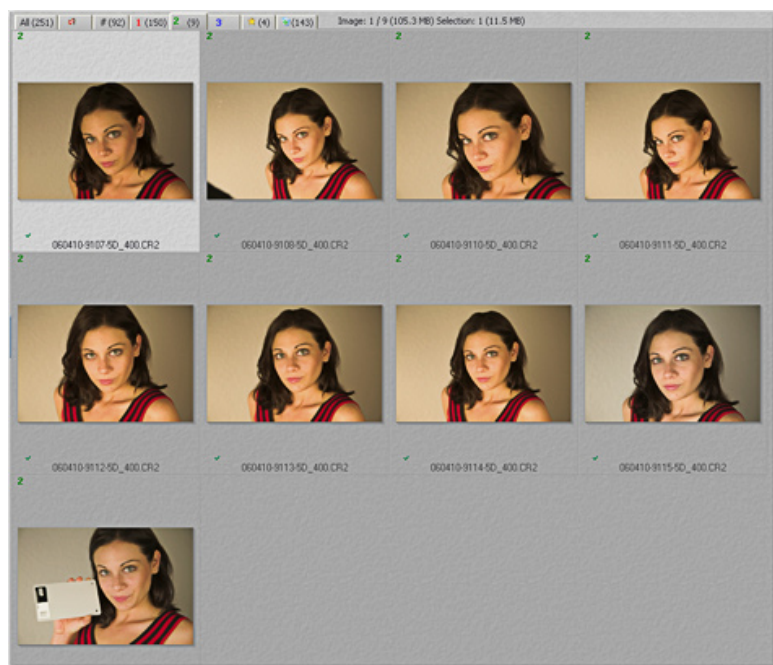 All (251) # (92) 1 (150) 2 (9) 3 (4) (143) Image: 1 / 9 (105.3 MB) Selection: 1 (11.5 MB)
2 2 2 2
060410-9107-5D_400.CR2 060410-9108-5D_400.CR2 060410-9110-5D_400.CR2 060410-9111-5D_400.CR2
2 2 2 2
060410-9112-5D_400.CR2 060410-9113-5D_400.CR2 060410-9114-5D_400.CR2 060410-9115-5D_400.CR2
2